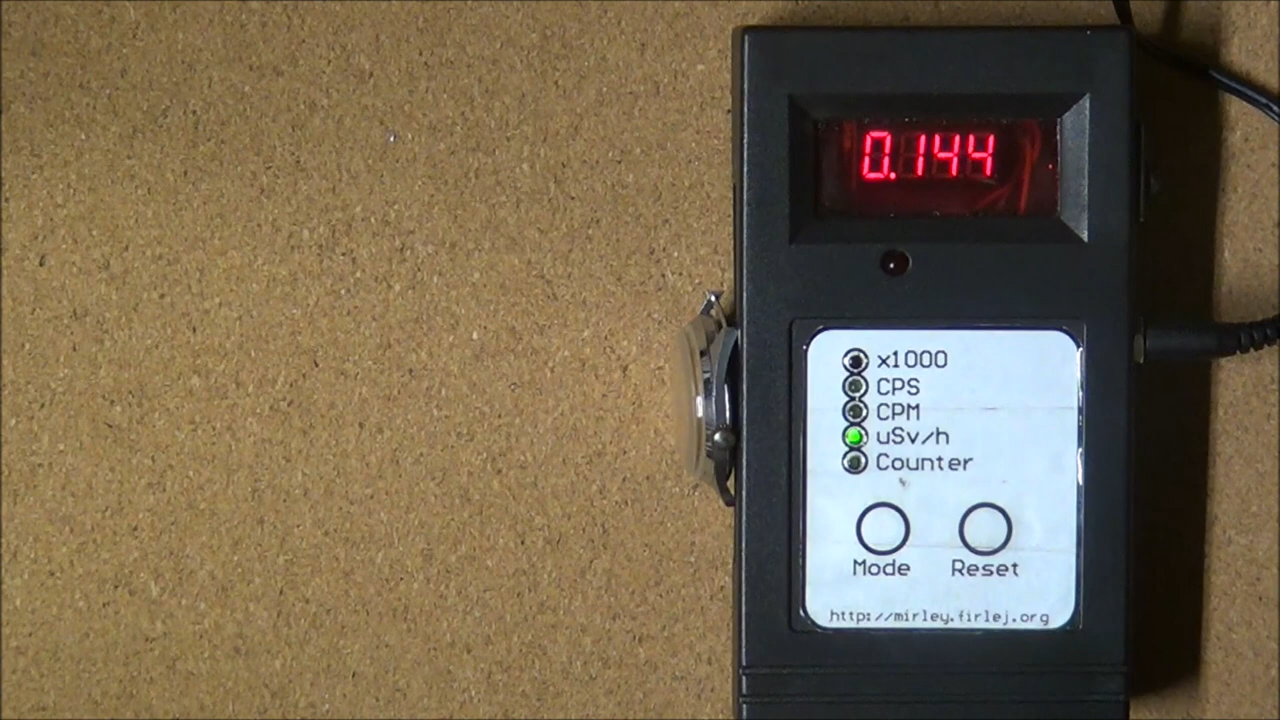 0.144
x1000
CPS
CPM
uSv/h
Counter
Mode Reset
http://mirley.firlej.org